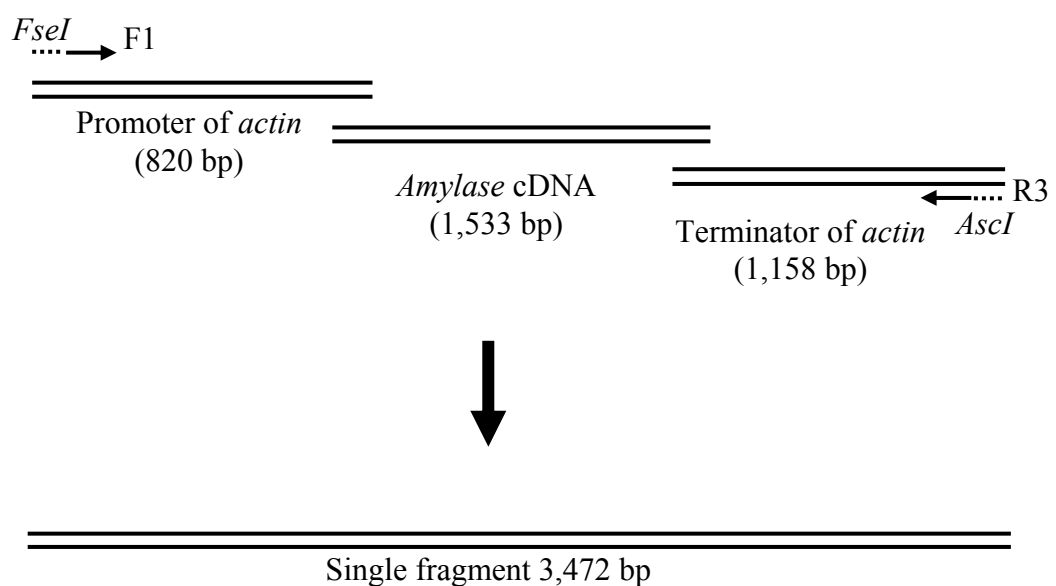 FseI
F1
Promoter of actin
(820 bp)
Amylase cDNA
(1,533 bp)
R3
AscI
Terminator of actin
(1,158 bp)
Single fragment 3,472 bp